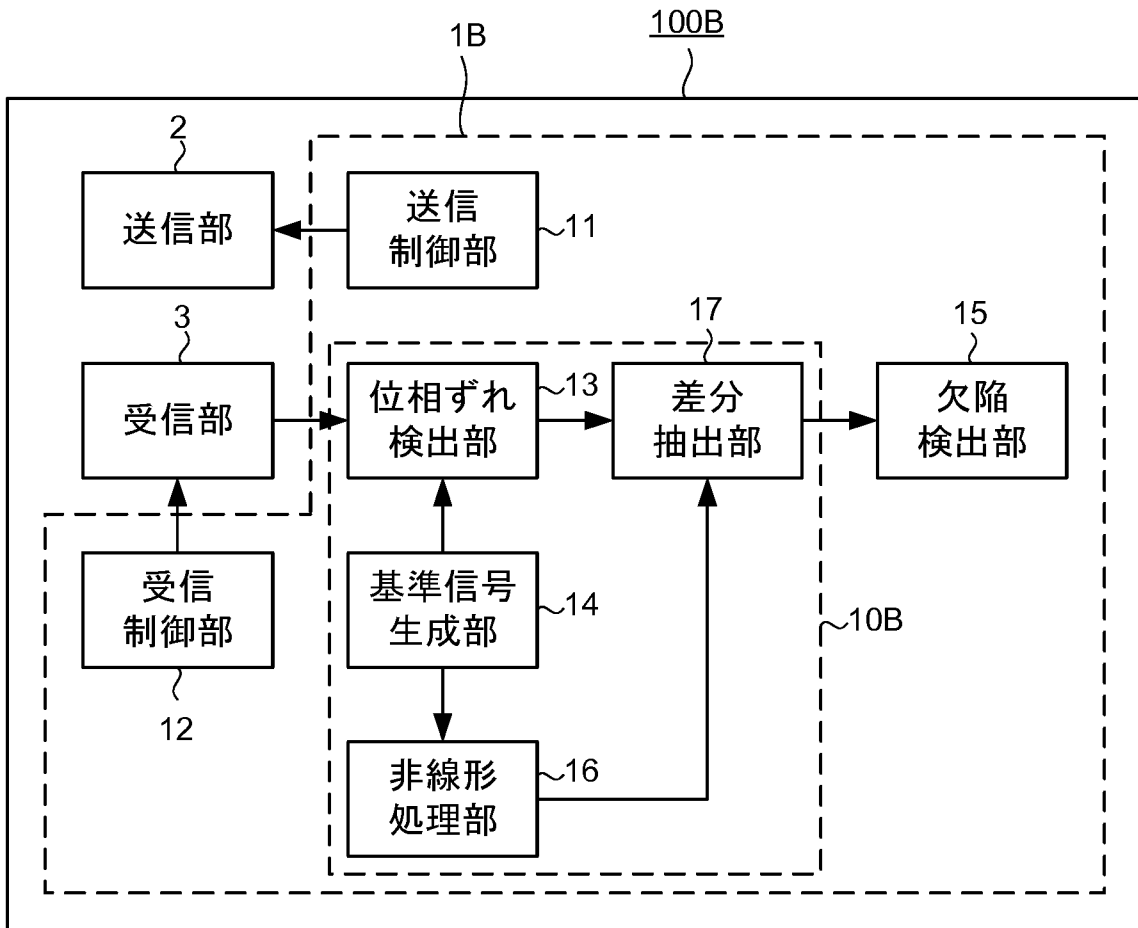 100B
1B
2
送信部
送信
制御部
11
3
受信部
位相ずれ
検出部
13
17
差分
抽出部
15
欠陥
検出部
受信
制御部
12
基準信号
生成部
14
10B
非線形
処理部
16